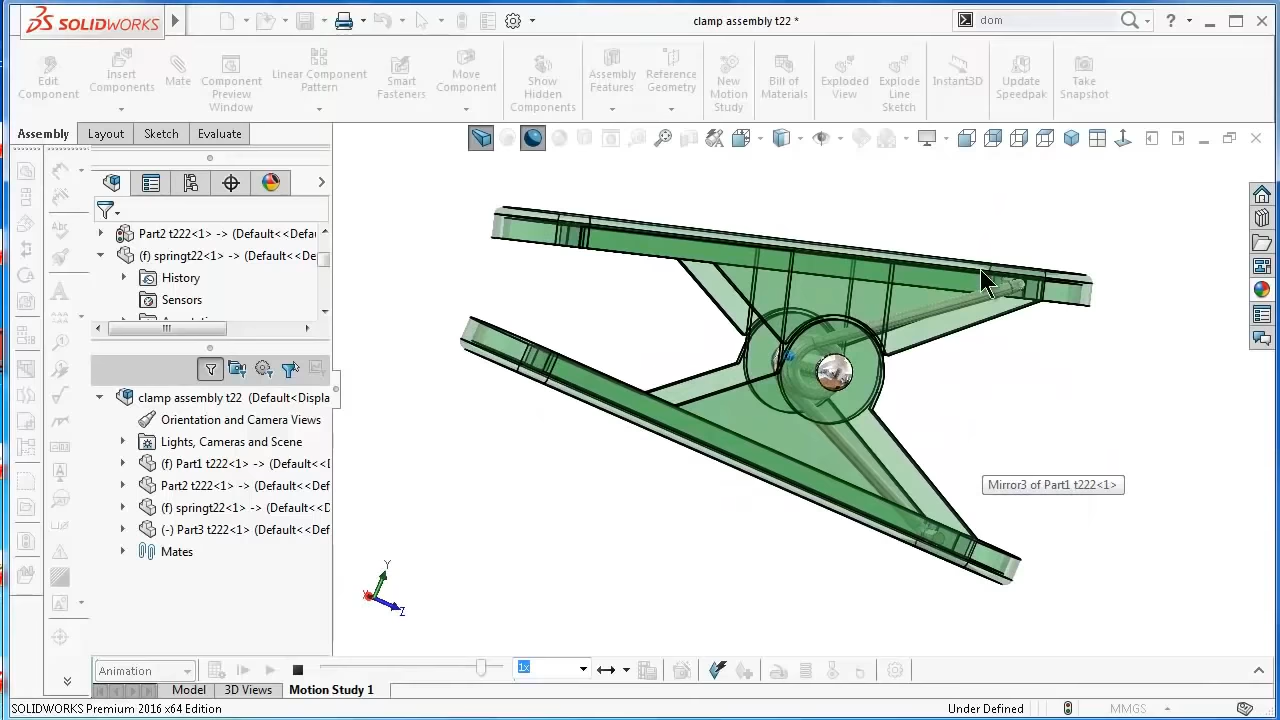 SOLIDWORKS
clamp assembly t22 *
dom
Edit Component
Insert Components
Mate
Component Preview Window
Linear Component Pattern
Smart Fasteners
Move Component
Show Hidden Components
Assembly Features
Reference Geometry
New Motion Study
Bill of Materials
Exploded View
Explode Line Sketch
Instant3D
Update Speedpak
Take Snapshot
Assembly
Layout
Sketch
Evaluate
Part2 t222<1> -> (Default<<Defau
(f) springt22<1> -> (Default<<De
History
Sensors
clamp assembly t22 (Default<Displa
Orientation and Camera Views
Lights, Cameras and Scene
(f) Part1 t222<1> -> (Default<<D
Part2 t222<1> -> (Default<<Def
(f) springt22<1> -> (Default<<D
(-) Part3 t222<1> (Default<<Def
Mates
Mirror3 of Part1 t222<1>
Y
Z
Animation
1x
Model
3D Views
Motion Study 1
SOLIDWORKS Premium 2016 x64 Edition
Under Defined
MMGS